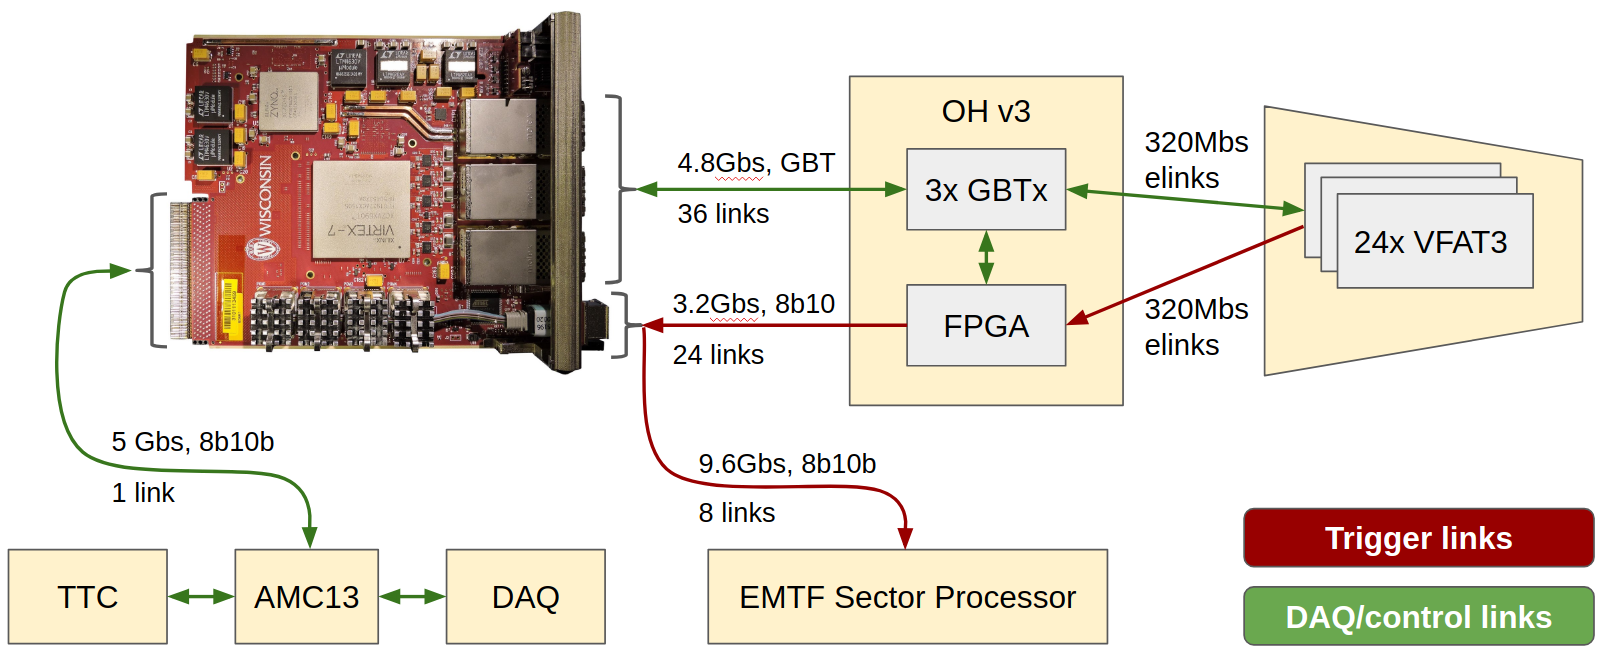 OH v3
4.8Gbs, GBT
36 links
3x GBTx
320Mbs
elinks
24x VFAT3
ZYNQ
WISCONSIN
W
VIRTEX-7
3.2Gbs, 8b10
24 links
FPGA
320Mbs
elinks
5 Gbs, 8b10b
1 link
9.6Gbs, 8b10b
8 links
TTC
AMC13
DAQ
EMTF Sector Processor
Trigger links
DAQ/control links